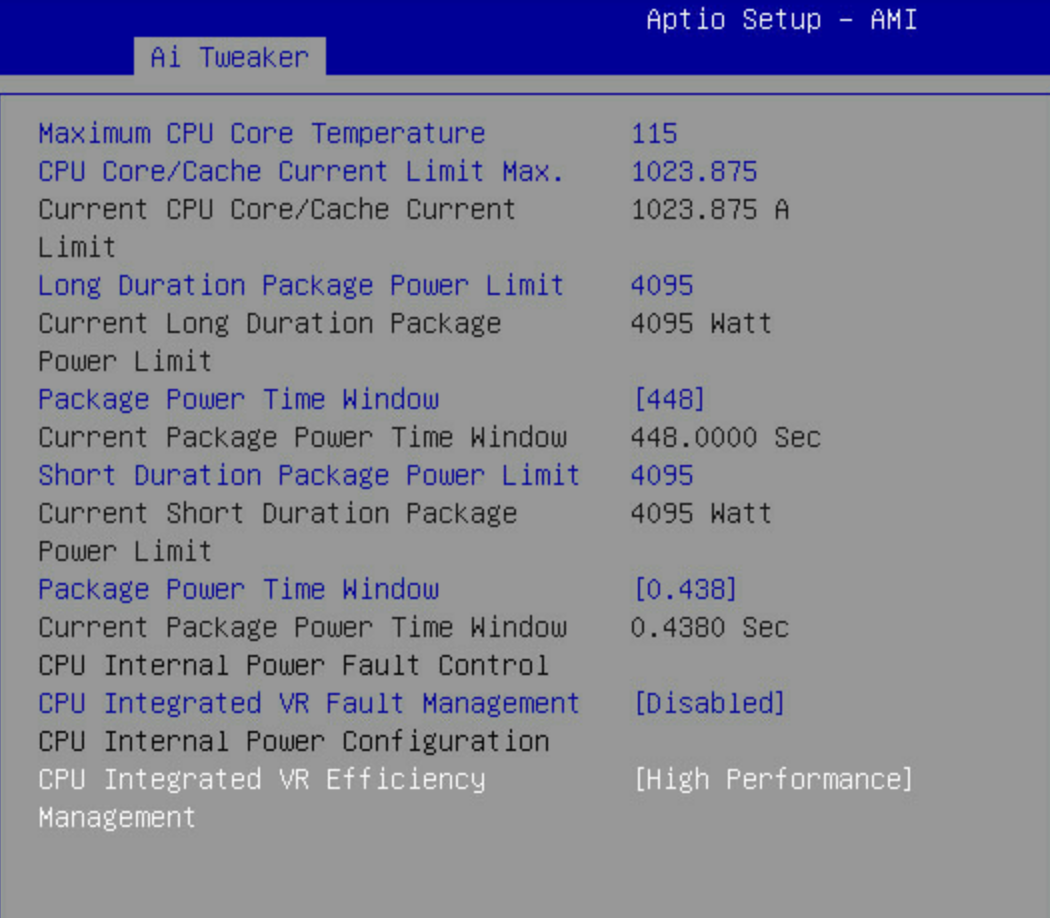 Aptio Setup – AMI
Ai Tweaker
Maximum CPU Core Temperature 115
CPU Core/Cache Current Limit Max. 1023.875
Current CPU Core/Cache Current 1023.875 A
Limit
Long Duration Package Power Limit 4095
Current Long Duration Package 4095 Watt
Power Limit
Package Power Time Window [448]
Current Package Power Time Window 448.0000 Sec
Short Duration Package Power Limit 4095
Current Short Duration Package 4095 Watt
Power Limit
Package Power Time Window [0.438]
Current Package Power Time Window 0.4380 Sec
CPU Internal Power Fault Control
CPU Integrated VR Fault Management [Disabled]
CPU Internal Power Configuration
CPU Integrated VR Efficiency [High Performance]
Management